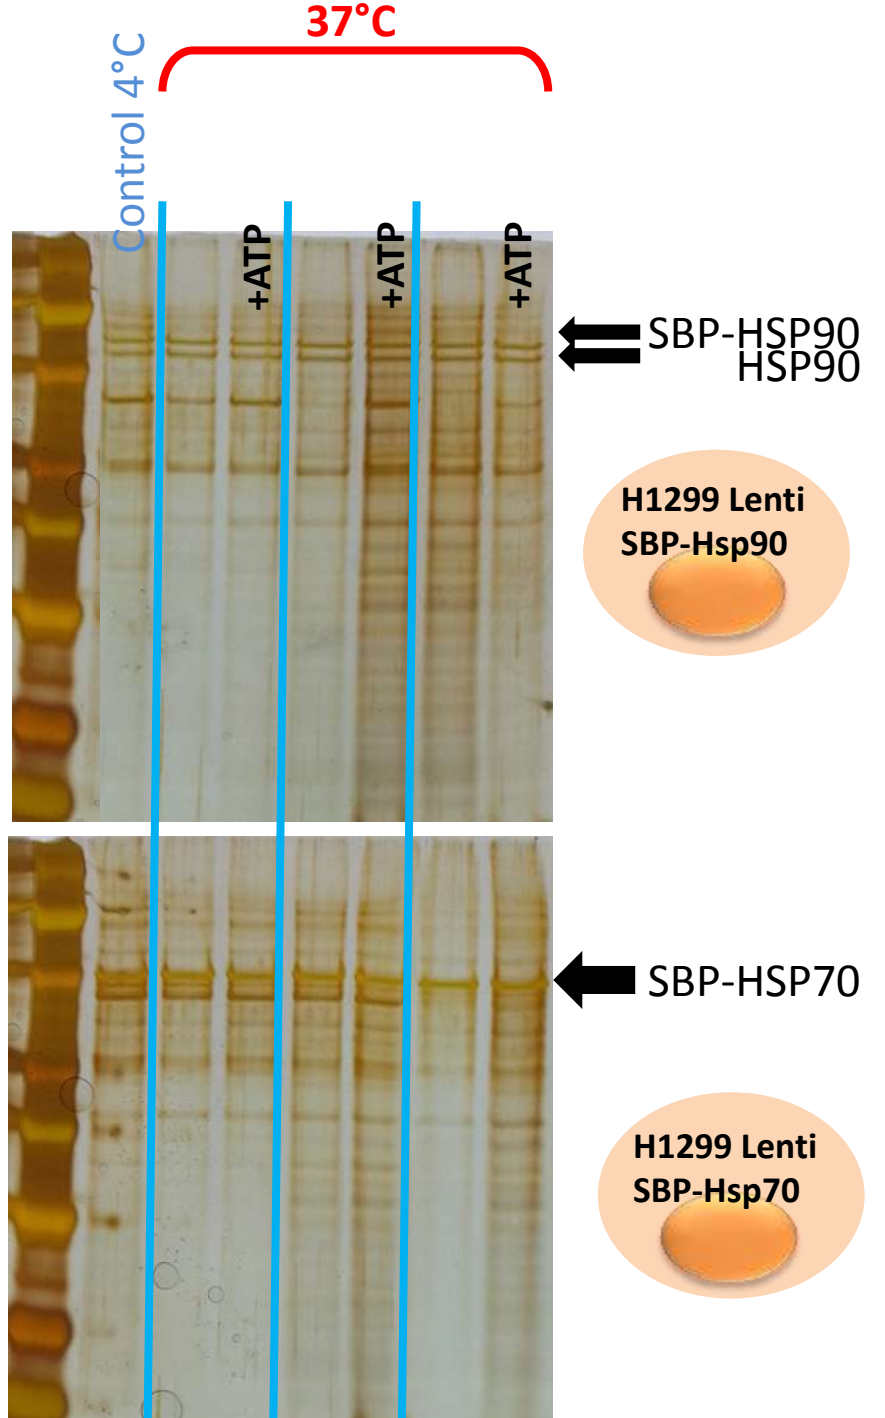 37°C
Control 4°C
+ATP
+ATP
+ATP
SBP-HSP90
HSP90
H1299 Lenti
SBP-Hsp90
SBP-HSP70
H1299 Lenti
SBP-Hsp70